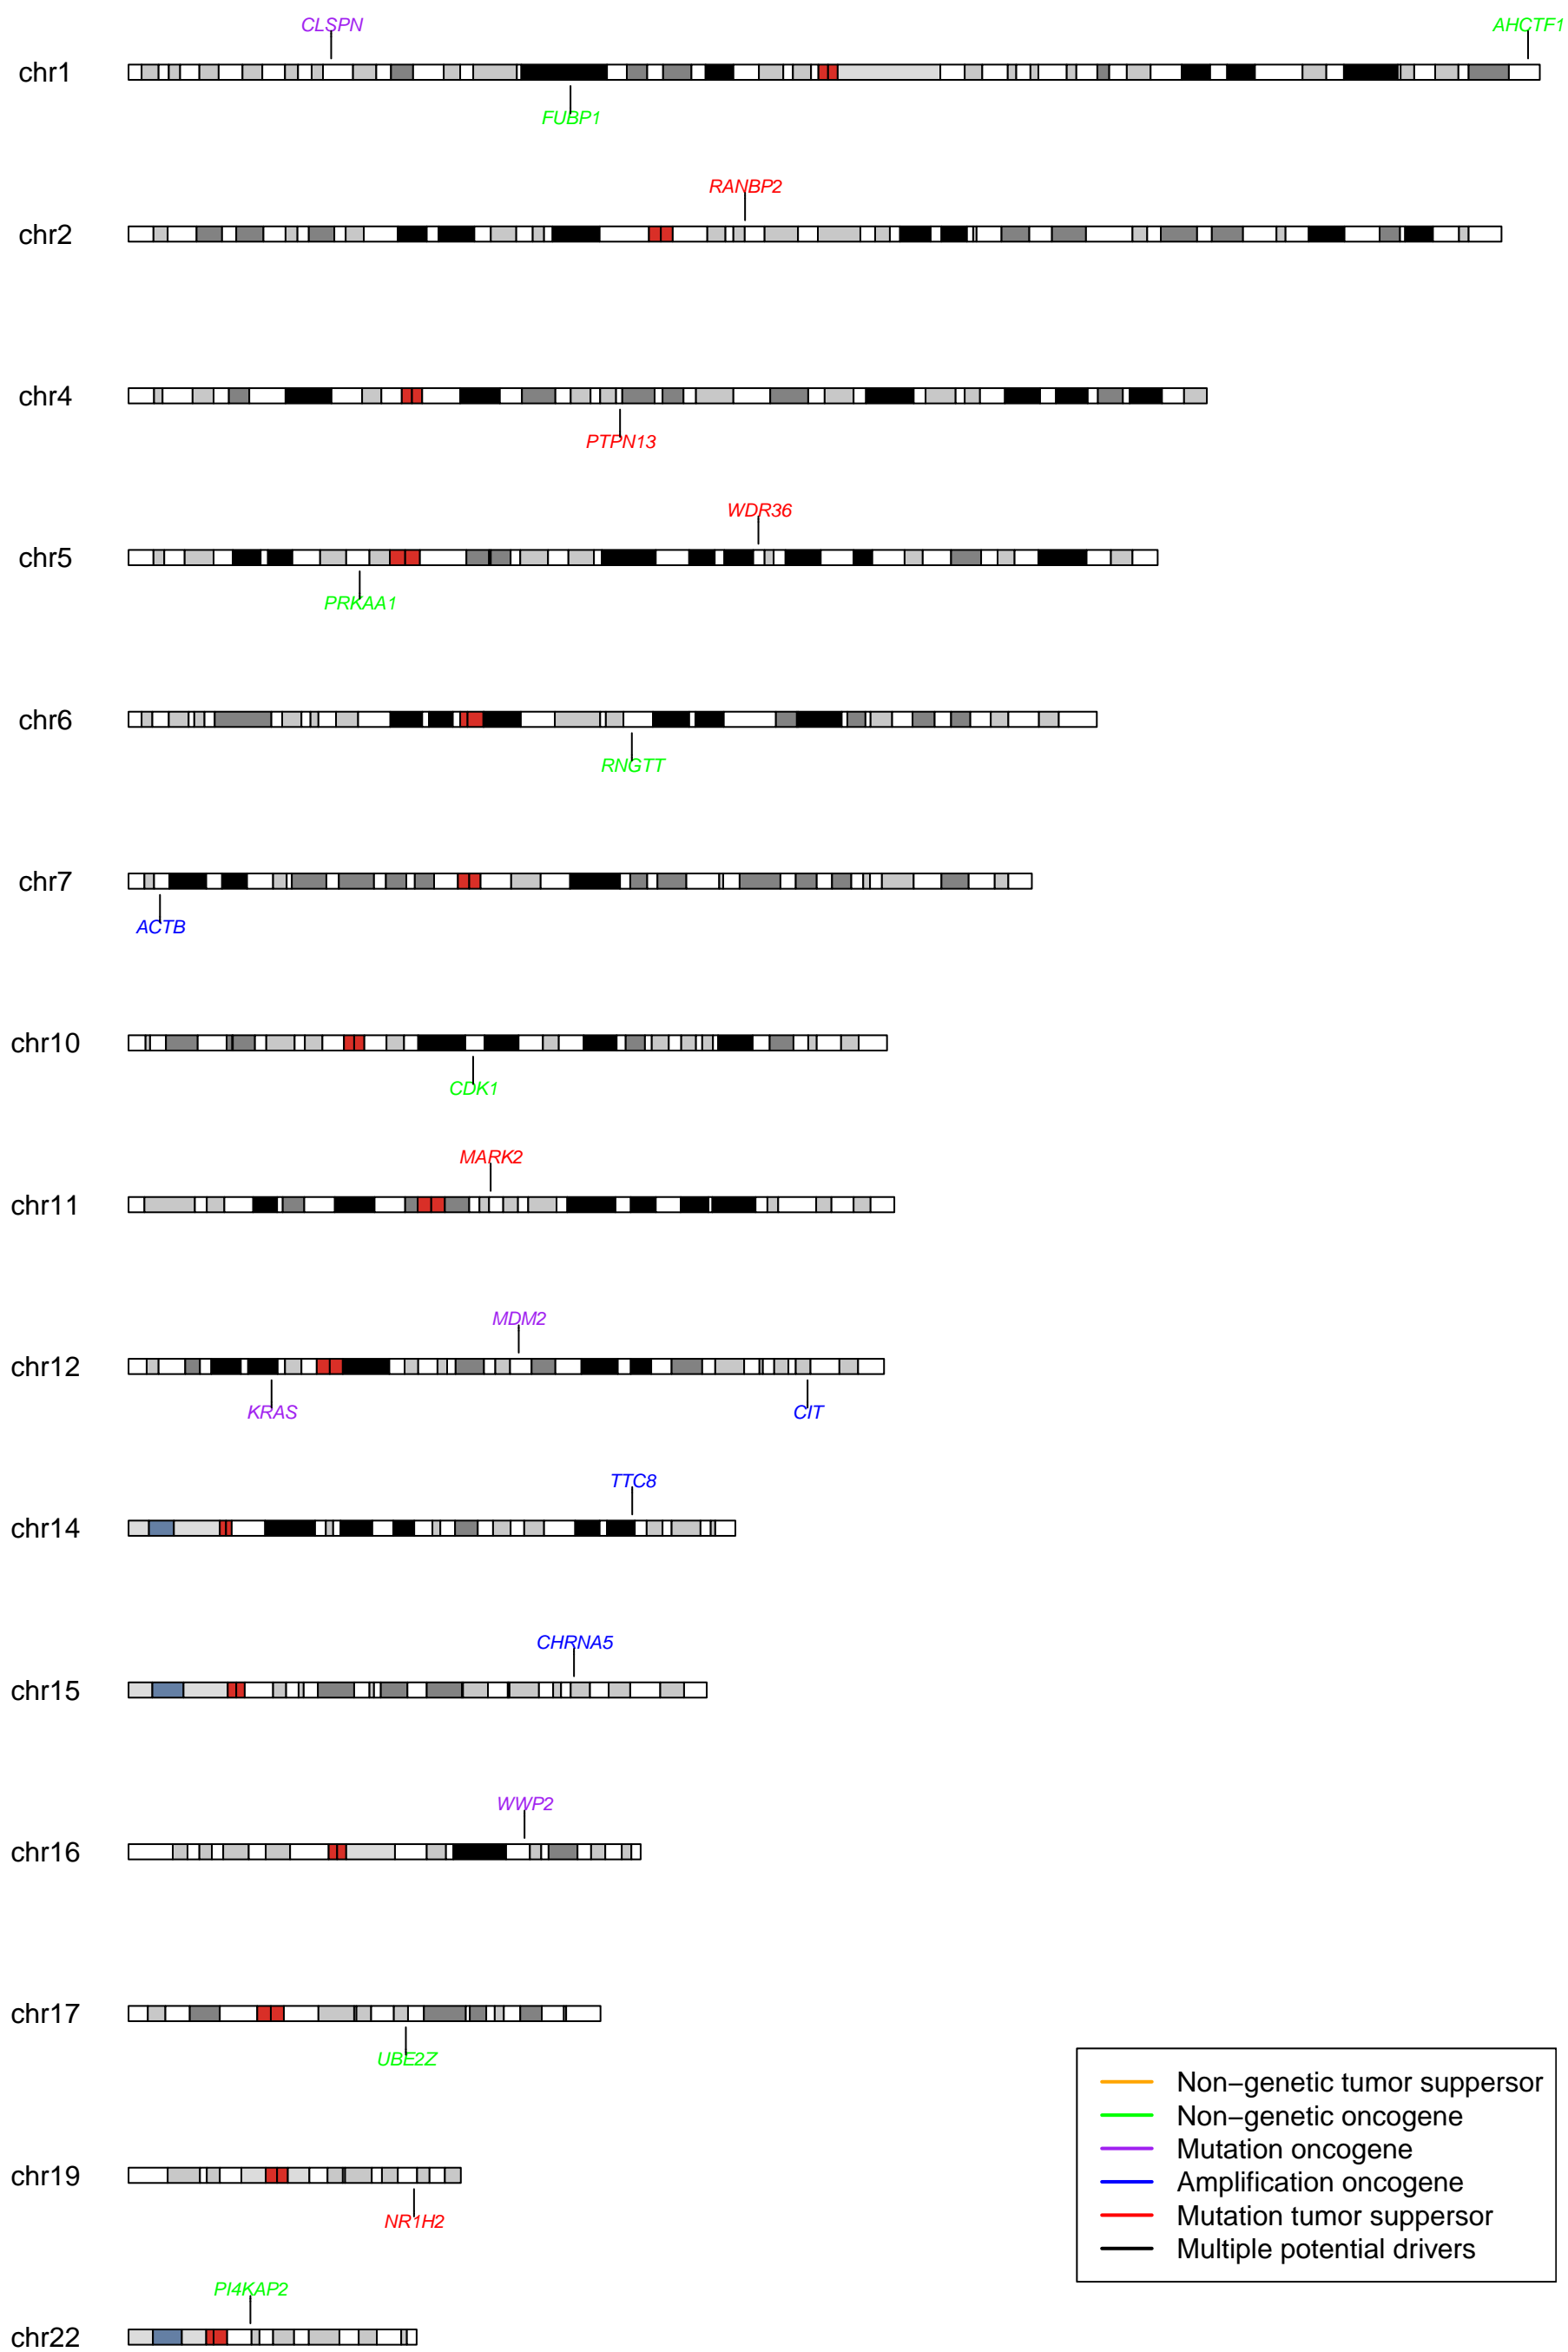 CLSPN
AHCTF1
chr1
FUBP1
RANBP2
chr2
chr4
PTPN13
WDR36
chr5
PRKAA1
chr6
RNGTT
chr7
ACTB
chr10
CDK1
MARK2
chr11
MDM2
chr12
KRAS
CIT
TTC8
chr14
CHRNA5
chr15
WWP2
chr16
chr17
UBE2Z
chr19
NR1H2
PI4KAP2
chr22
Non−genetic tumor suppersor
Non−genetic oncogene
Mutation oncogene
Amplification oncogene
Mutation tumor suppersor
Multiple potential drivers